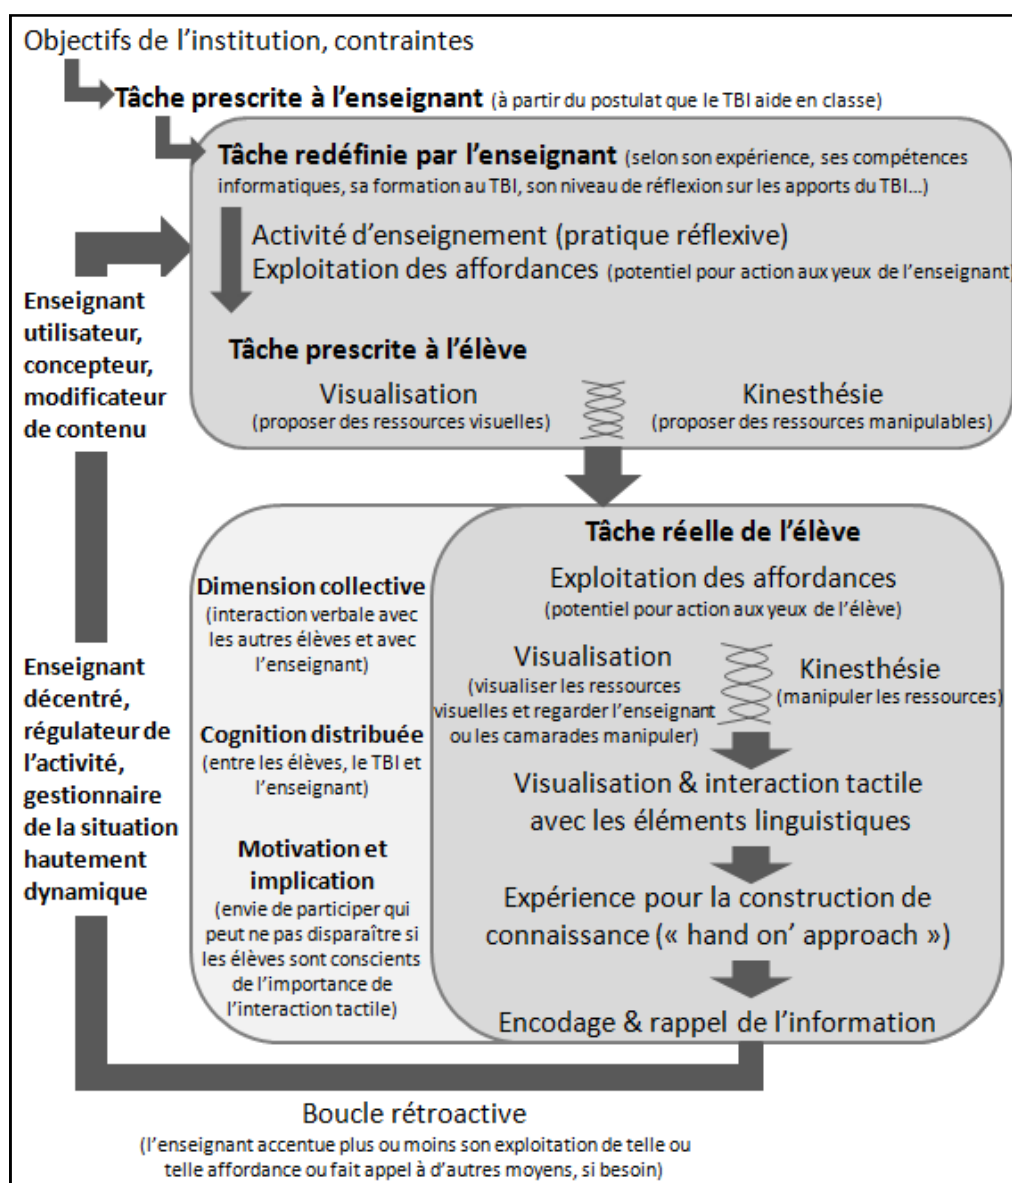 Objectifs de l'institution, contraintes
Tâche prescrite à l'enseignant (à partir du postulat que le TBI aide en classe)
Tâche redéfinie par l'enseignant (selon son expérience, ses compétences
informatiques, sa formation au TBI, son niveau de réflexion sur les apports du TBI…)
Activité d'enseignement (pratique réflexive)
Exploitation des affordances (potentiel pour action aux yeux de l'enseignant)
Tâche prescrite à l'élève
Visualisation
(proposer des ressources visuelles)
Kinesthésie
(proposer des ressources manipulables)
Enseignant
utilisateur,
concepteur,
modificateur
de contenu
Enseignant
décentré,
régulateur de
l'activité,
gestionnaire
de la situation
hautement
dynamique
Dimension collective
(interaction verbale avec
les autres élèves et avec
l'enseignant)
Cognition distribuée
(entre les élèves, le TBI et
l'enseignant)
Motivation et
implication
(envie de participer qui
peut ne pas disparaître si
les élèves sont conscients
de l'importance de
l'interaction tactile)
Tâche réelle de l'élève
Exploitation des affordances
(potentiel pour action aux yeux de l'élève)
Visualisation
(visualiser les ressources
visuelles et regarder l'enseignant
ou les camarades manipuler)
Kinesthésie
(manipuler les ressources)
Visualisation & interaction tactile
avec les éléments linguistiques
Expérience pour la construction de
connaissance (« hand on' approach »)
Encodage & rappel de l'information
Boucle rétroactive
(l'enseignant accentue plus ou moins son exploitation de telle ou
telle affordance ou fait appel à d'autres moyens, si besoin)